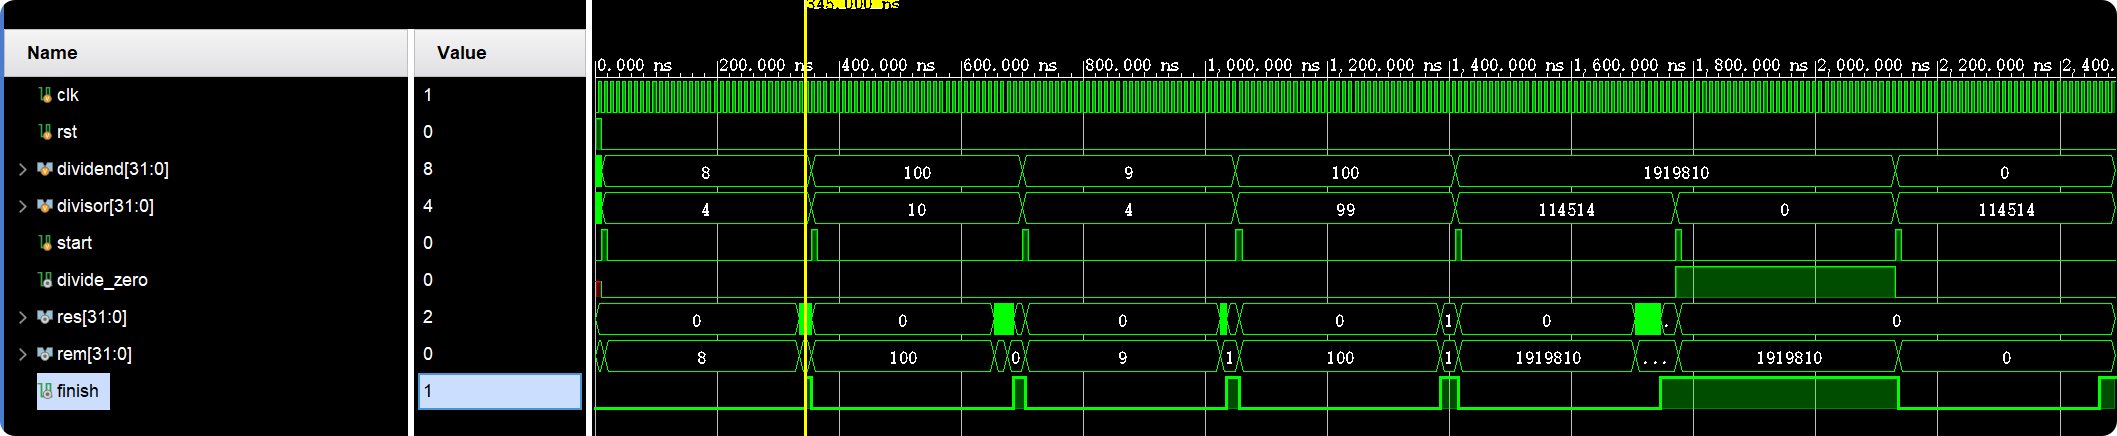 345.000 ns
Name Value
0.000 ns 200.000 ns 400.000 ns 600.000 ns 800.000 ns 1,000.000 ns 1,200.000 ns 1,400.000 ns 1,600.000 ns 1,800.000 ns 2,000.000 ns 2,200.000 ns 2,400.
clk 1
rst 0
dividend[31:0] 8 8 100 9 100 1919810 0
divisor[31:0] 4 4 10 4 99 114514 0 114514
start 0
divide_zero 0
res[31:0] 2 0 0 0 0 1 0 . 0
rem[31:0] 0 8 100 0 9 1 100 1 1919810 ... 1919810 0
finish 1